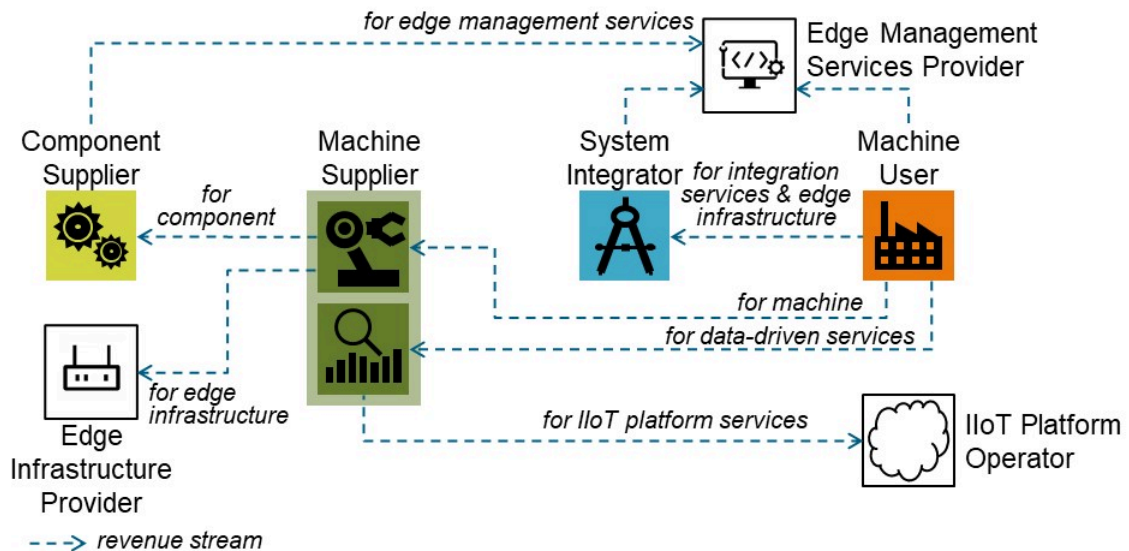 for edge management services
Edge Management
Services Provider
</>
Component
Supplier
Machine
Supplier
System
Integrator
Machine
User
for
component
for integration
services & edge
infrastructure
for machine
for data-driven services
for edge
infrastructure
Edge
Infrastructure
Provider
for IIoT platform services
IIoT Platform
Operator
revenue stream